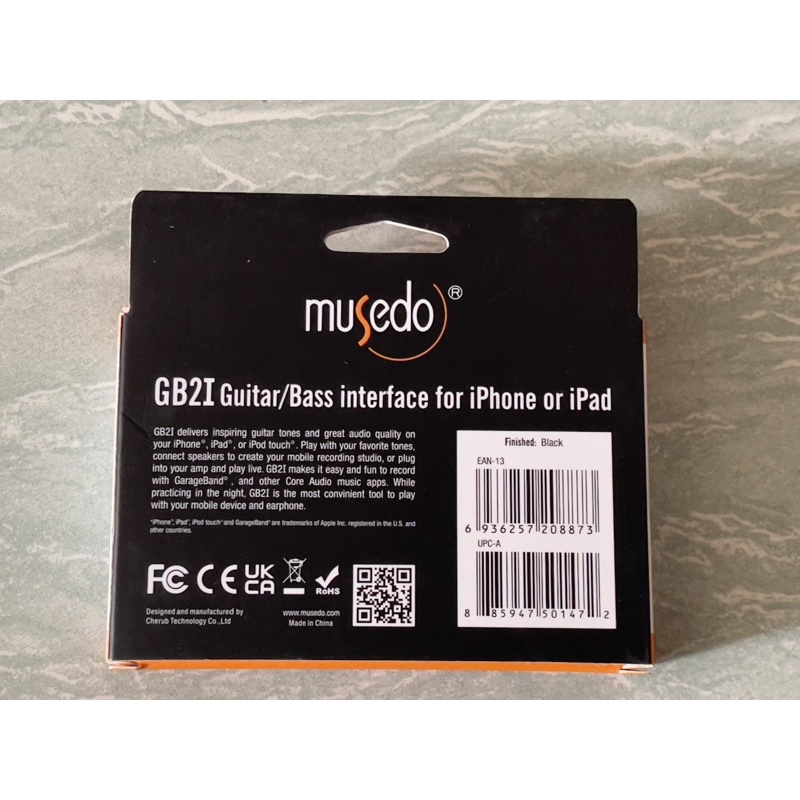 musedo®
GB2I Guitar/Bass interface for iPhone or iPad
GB2I delivers inspiring guitar tones and great audio quality on
your iPhone®, iPad®, or iPod touch®. Play with your favorite tones,
connect speakers to create your mobile recording studio, or plug
into your amp and play live. GB2I makes it easy and fun to record
with GarageBand®, and other Core Audio music apps. While
practicing in the night, GB2I is the most convinient tool to play
with your mobile device and earphone.
"iPhone", iPad", iPod touch" and GarageBand" are trademarks of Apple Inc. registered in the U.S. and
other countries.
Finished: Black
EAN-13
6 936257 208873
UPC-A
8 85947 50147 2
FC CE UK
CA
RoHS
Designed and manufactured by
Cherub Technology Co.,Ltd
www.musedo.com
Made in China